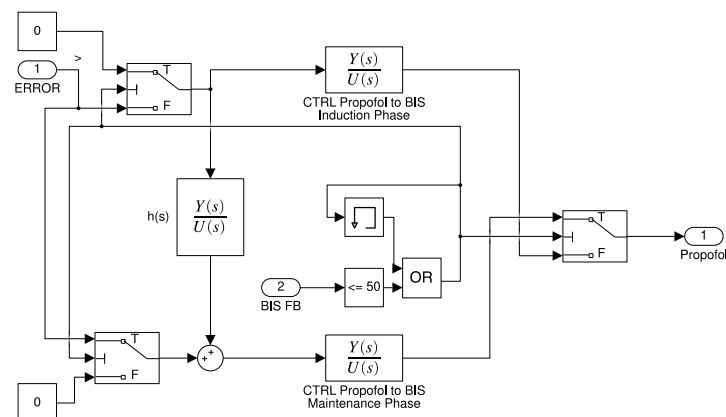 0
>
1
ERROR
T
F
Y(s)
U(s)
CTRL Propofol to BIS
Induction Phase
h(s)
Y(s)
U(s)
T
F
1
Propofol
2
BIS FB
<= 50
OR
T
F
+
+
Y(s)
U(s)
CTRL Propofol to BIS
Maintenance Phase
0